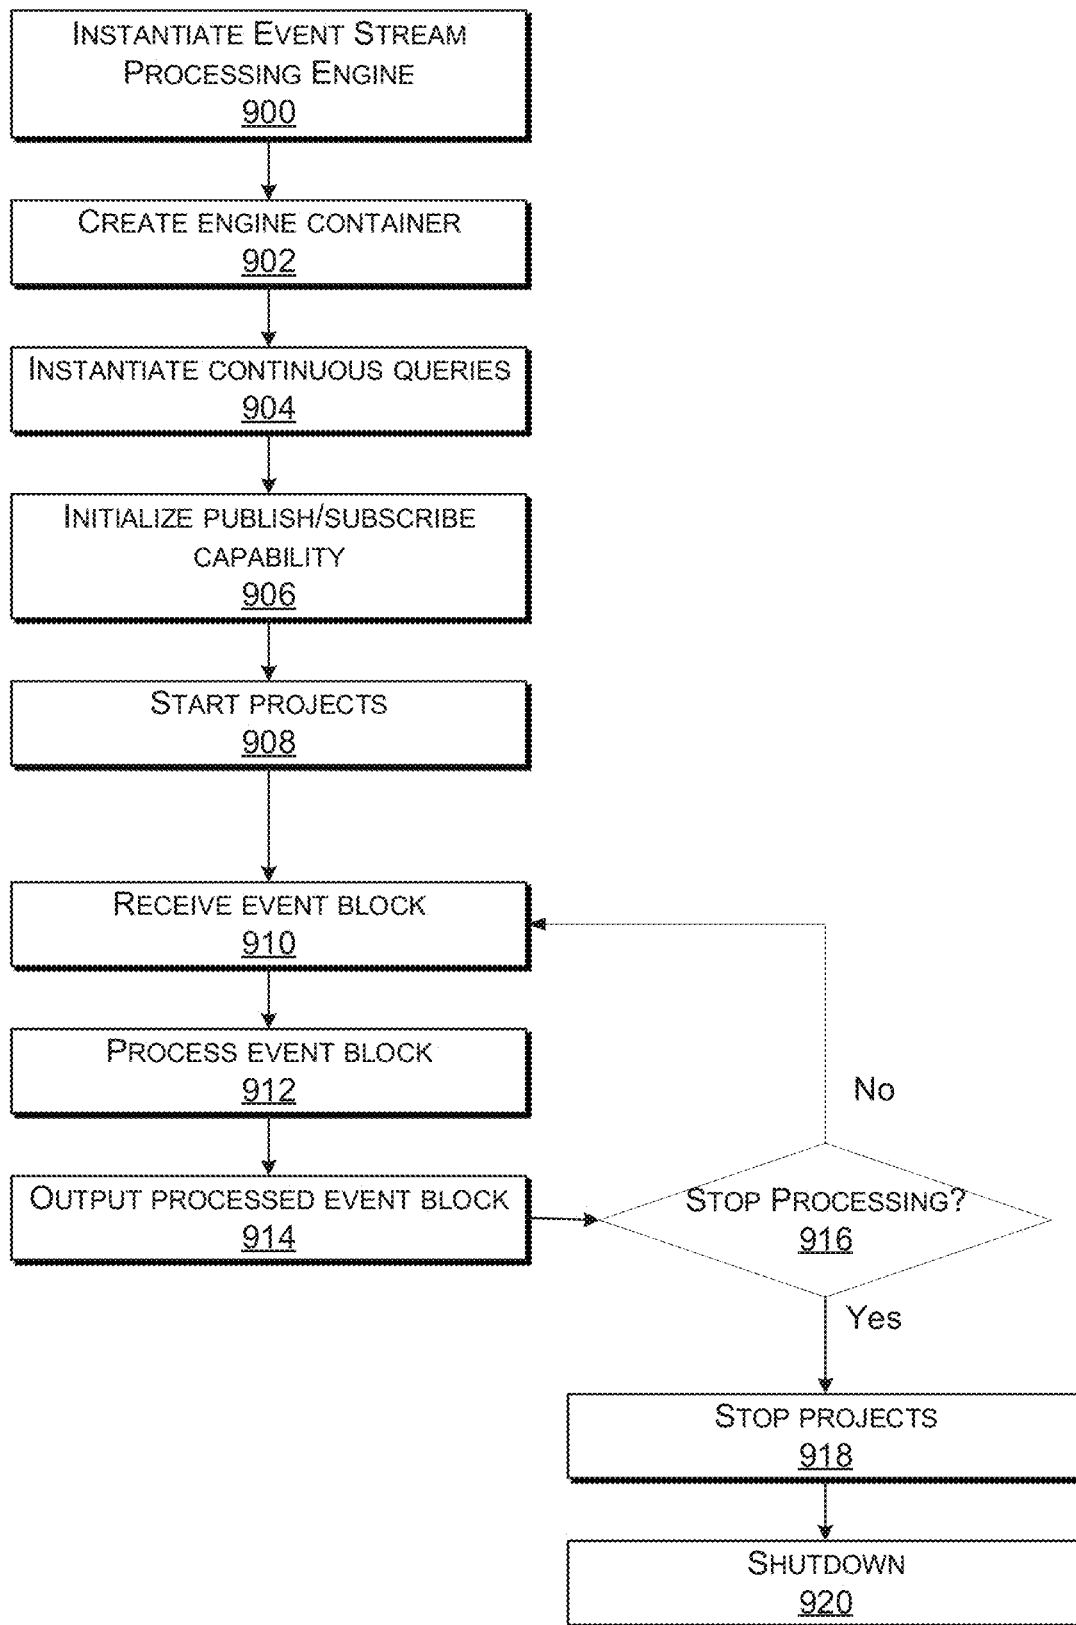 INSTANTIATE EVENT STREAM
PROCESSING ENGINE
900
CREATE ENGINE CONTAINER
902
INSTANTIATE CONTINUOUS QUERIES
904
INITIALIZE PUBLISH/SUBSCRIBE
CAPABILITY
906
START PROJECTS
908
RECEIVE EVENT BLOCK
910
PROCESS EVENT BLOCK
912
No
OUTPUT PROCESSED EVENT BLOCK
914
STOP PROCESSING?
916
Yes
STOP PROJECTS
918
SHUTDOWN
920